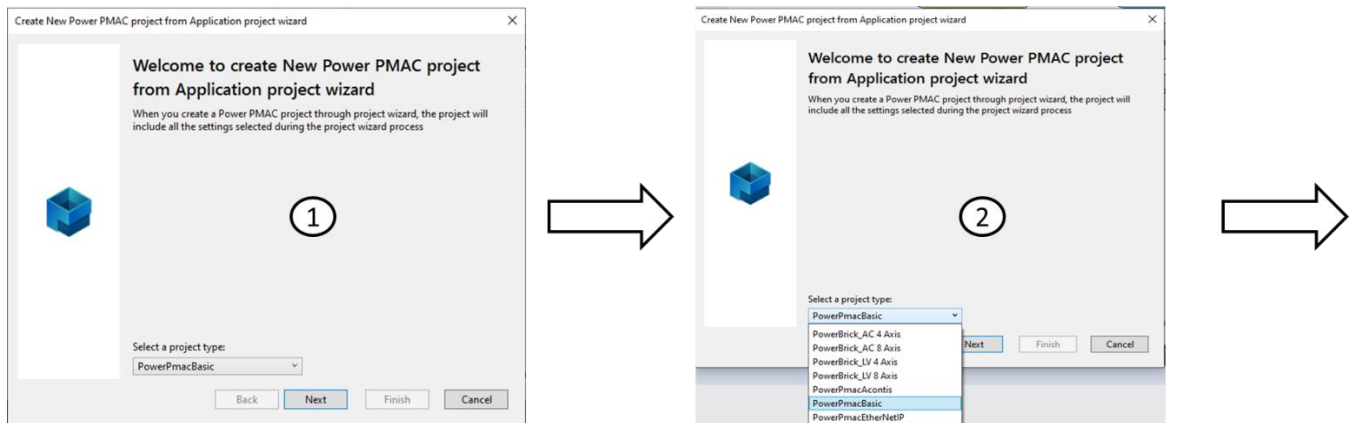 Create New Power PMAC project from Application project wizard
Welcome to create New Power PMAC project
from Application project wizard
When you create a Power PMAC project through project wizard, the project will
include all the settings selected during the project wizard process
1
Select a project type:
PowerPmacBasic
Back Next Finish Cancel
Create New Power PMAC project from Application project wizard
Welcome to create New Power PMAC project
from Application project wizard
When you create a Power PMAC project through project wizard, the project will
include all the settings selected during the project wizard process
2
Select a project type:
PowerPmacBasic
PowerBrick_AC 4 Axis
PowerBrick_AC 8 Axis
PowerBrick_LV 4 Axis
PowerBrick_LV 8 Axis
PowerPmacAcontis
PowerPmacBasic
PowerPmacEtherNetIP
Next Finish Cancel